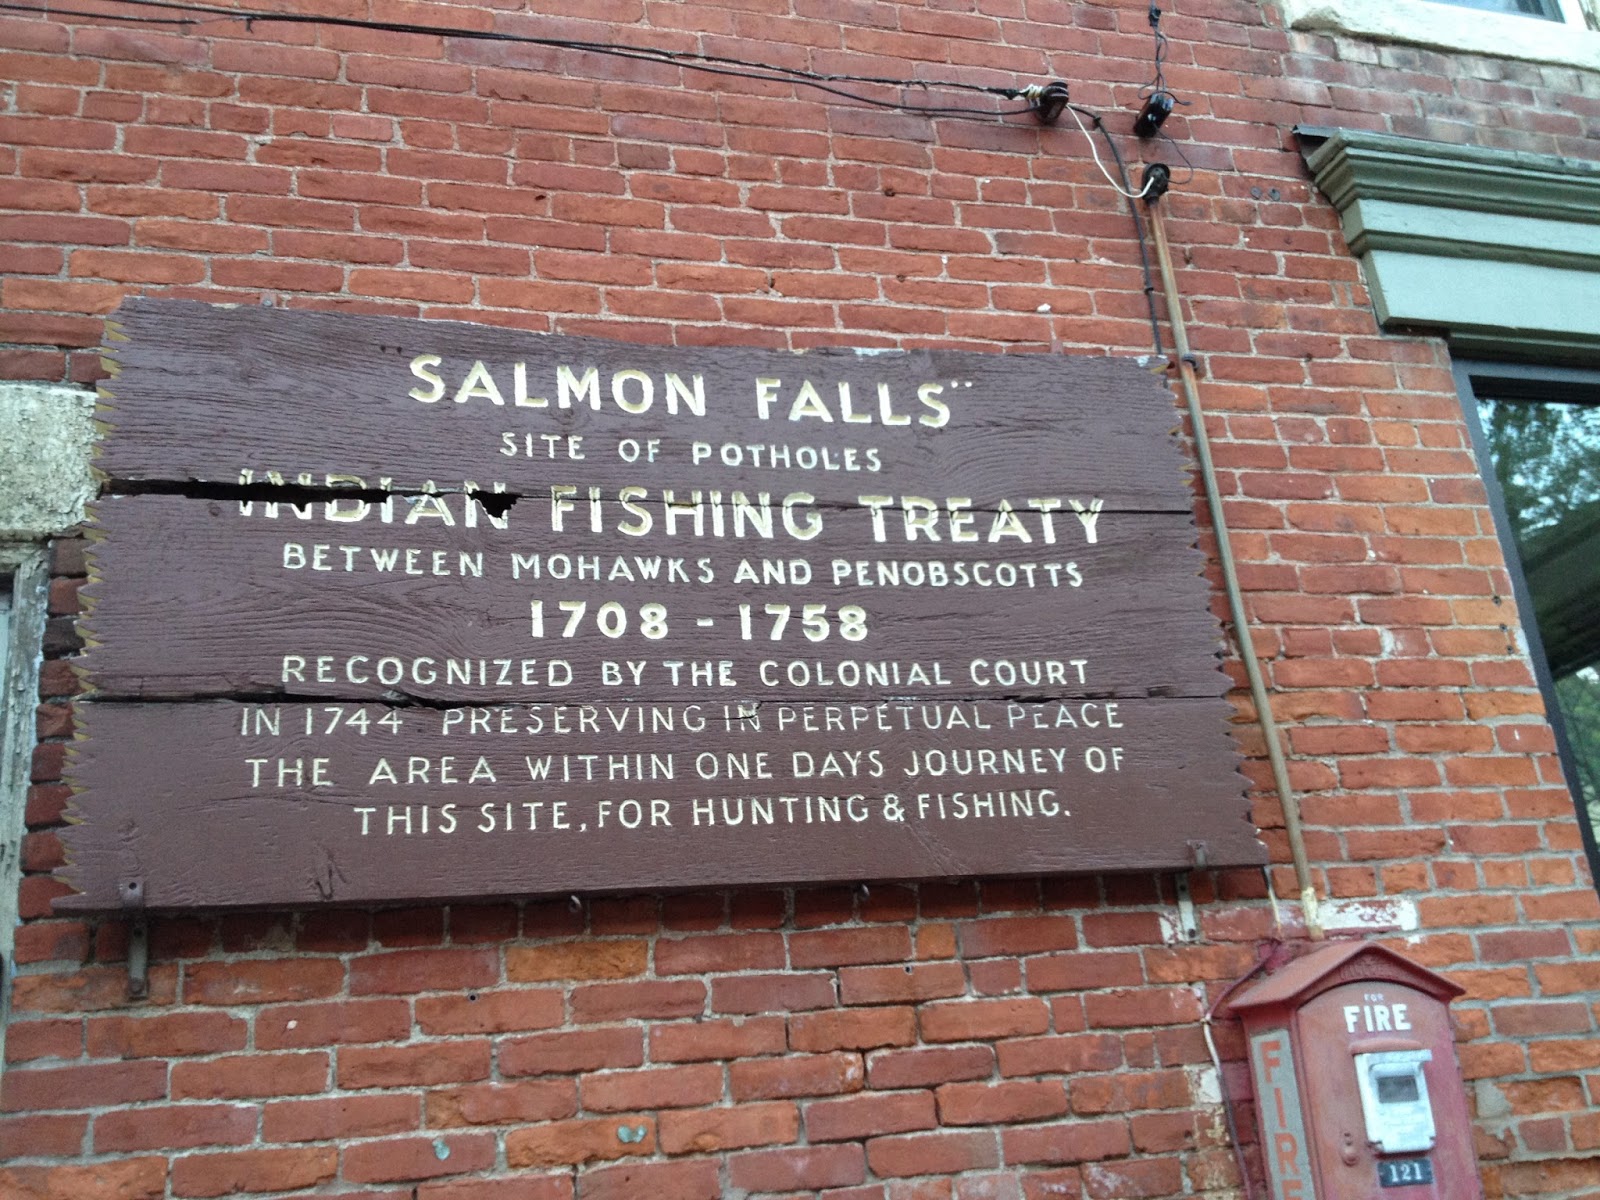 SALMON FALLS
SITE OF POTHOLES
INDIAN FISHING TREATY
BETWEEN MOHAWKS AND PENOBSCOTTS
1708 - 1758
RECOGNIZED BY THE COLONIAL COURT
IN 1744 PRESERVING IN PERPETUAL PEACE
THE AREA WITHIN ONE DAYS JOURNEY OF
THIS SITE, FOR HUNTING & FISHING.
FOR
FIRE
FIRE
121